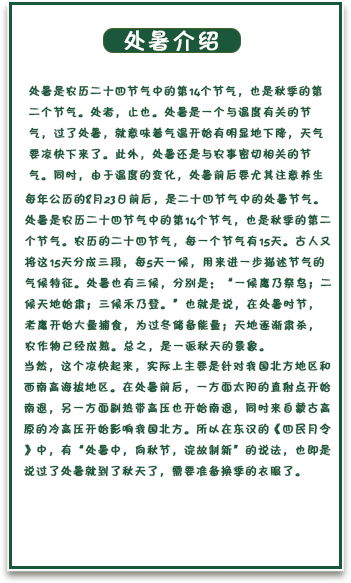 处暑介绍
处暑是农历二十四节气中的第14个节气，也是秋季的第
二个节气。处者，止也。处暑是一个与温度有关的节
气，过了处暑，就意味着气温开始有明显地下降，天气
要凉快下来了。此外，处暑还是与农事密切相关的节
气。同时，由于温度的变化，处暑前后要尤其注意养生
每年公历的8月23日前后，是二十四节气中的处暑节气。
处暑是农历二十四节气中的第14个节气，也是秋季的第二
个节气。农历的二十四节气，每一个节气有15天。古人又
将这15天分成三段，每5天一候，用来进一步描述节气的
气候特征。处暑也有三候，分别是：“一候鹰乃祭鸟；二
候天地始肃；三候禾乃登。”也就是说，在处暑时节，
老鹰开始大量捕食，为过冬储备能量；天地逐渐肃杀，
农作物已经成熟。总之，是一派秋天的景象。
当然，这个凉快起来，实际上主要是针对我国北方地区和
西南高海拔地区。在处暑前后，一方面太阳的直射点开始
南退，另一方面副热带高压也开始南退，同时来自蒙古高
原的冷高压开始影响我国北方。所以在东汉的《四民月令
》中，有“处暑中，向秋节，浣故制新”的说法，也即是
说过了处暑就到了秋天了，需要准备换季的衣服了。